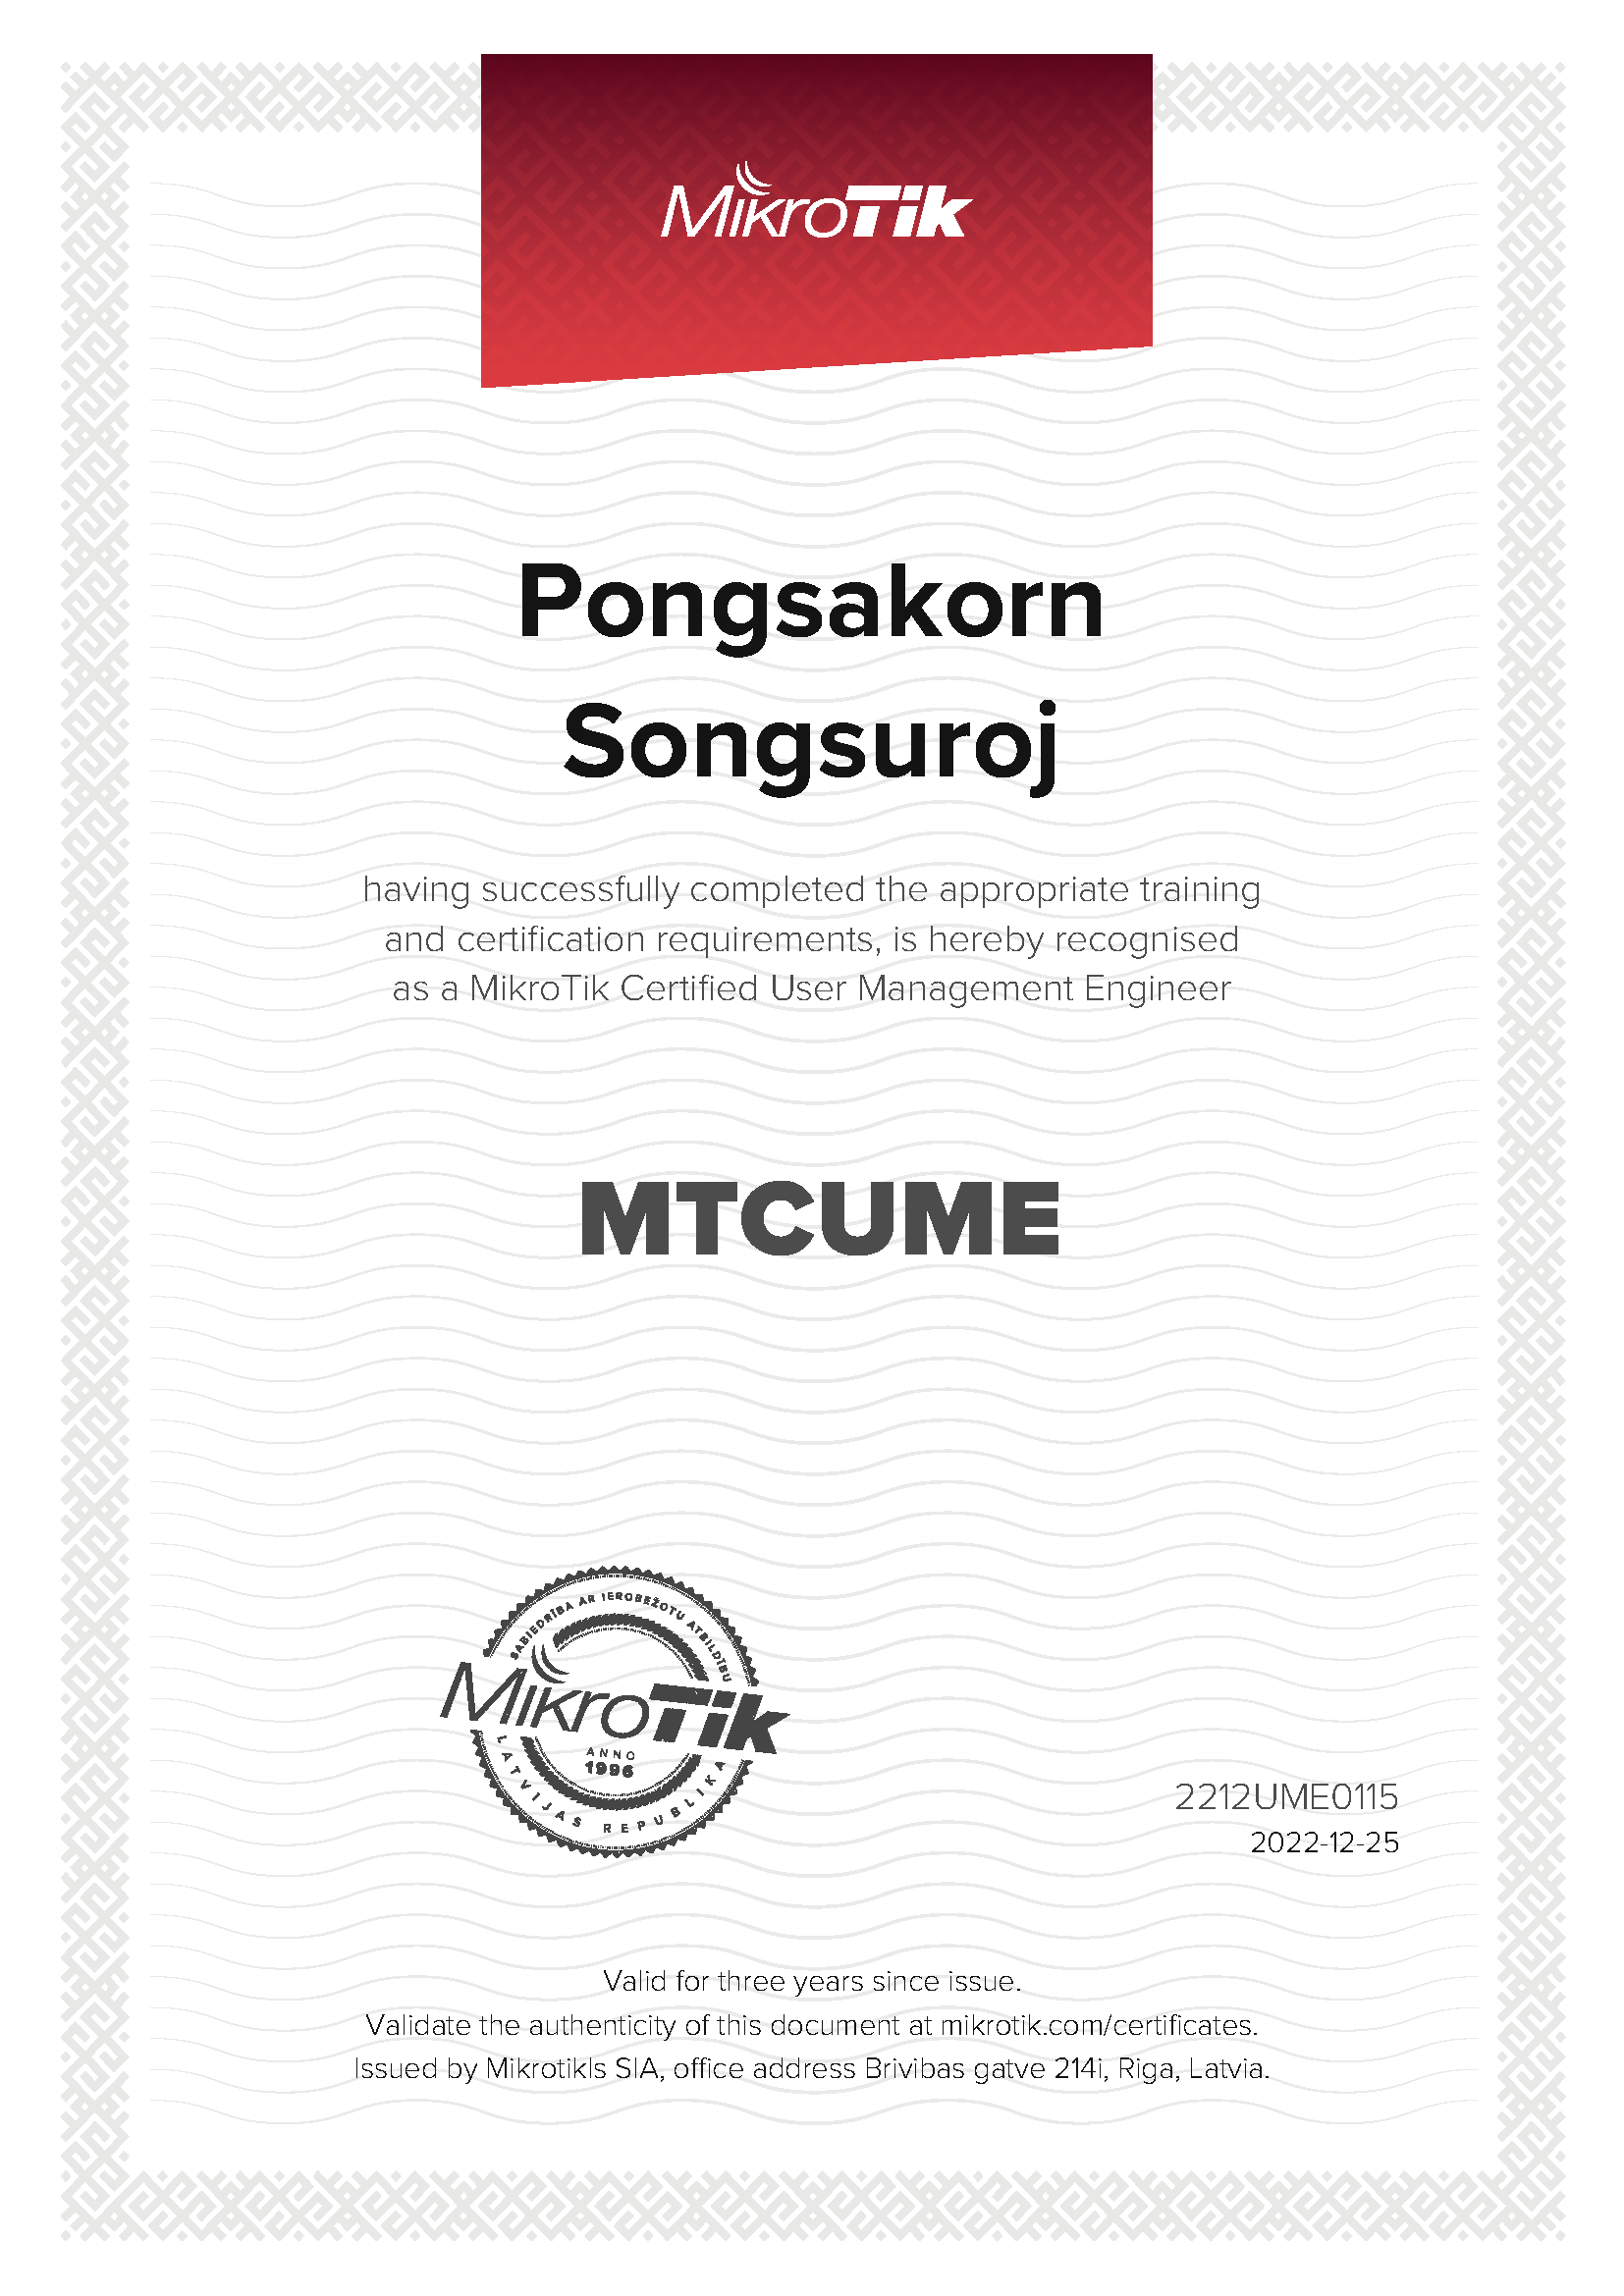 MikroTik
Pongsakorn
Songsuroj
having successfully completed the appropriate training
and certification requirements, is hereby recognised
as a MikroTik Certified User Management Engineer
MTCUME
SABIEDRĪBA AR IEROBEŽOTU ATBILDĪBU
MikroTik
ANNO
1996
LATVIJAS REPUBLIKA
2212UME0115
2022-12-25
Valid for three years since issue.
Validate the authenticity of this document at mikrotik.com/certificates.
Issued by Mikrotikls SIA, office address Brivibas gatve 214i, Riga, Latvia.